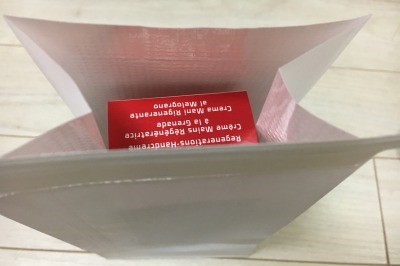 Regenerations-Handcreme
Crème Mains Régénératrice
à la Grenade
Crema Mani Rigenerante
al Melograno